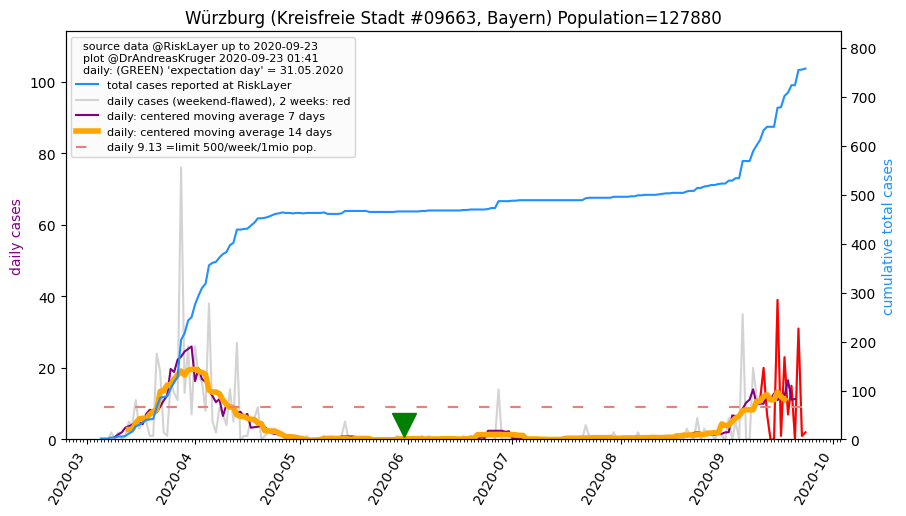 Würzburg (Kreisfreie Stadt #09663, Bayern) Population=127880
source data @RiskLayer up to 2020-09-23
plot @DrAndreasKruger 2020-09-23 01:41
daily: (GREEN) 'expectation day' = 31.05.2020
total cases reported at RiskLayer
daily cases (weekend-flawed), 2 weeks: red
daily: centered moving average 7 days
daily: centered moving average 14 days
daily 9.13 =limit 500/week/1mio pop.
daily cases
100
80
60
40
20
0
cumulative total cases
800
700
600
500
400
300
200
100
0
2020-03
2020-04
2020-05
2020-06
2020-07
2020-08
2020-09
2020-10